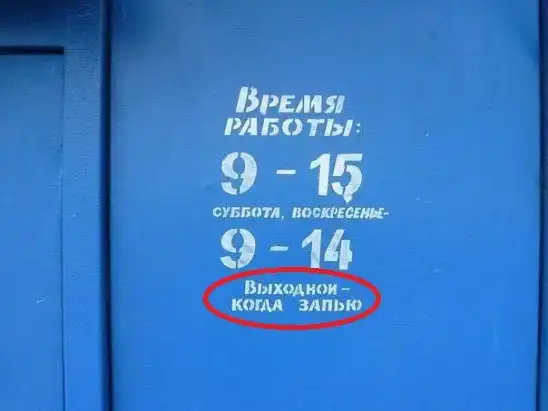 Время
работы:
9 - 15
суббота, воскресенье-
9 - 14
Выходной -
когда запью